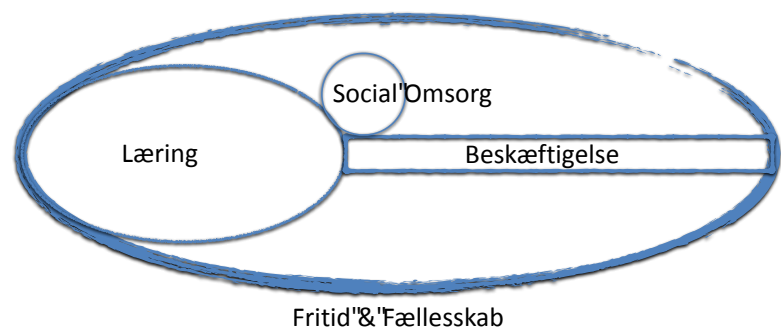 Social"Omsorg
Læring
Beskæftigelse
Fritid"&"Fællesskab